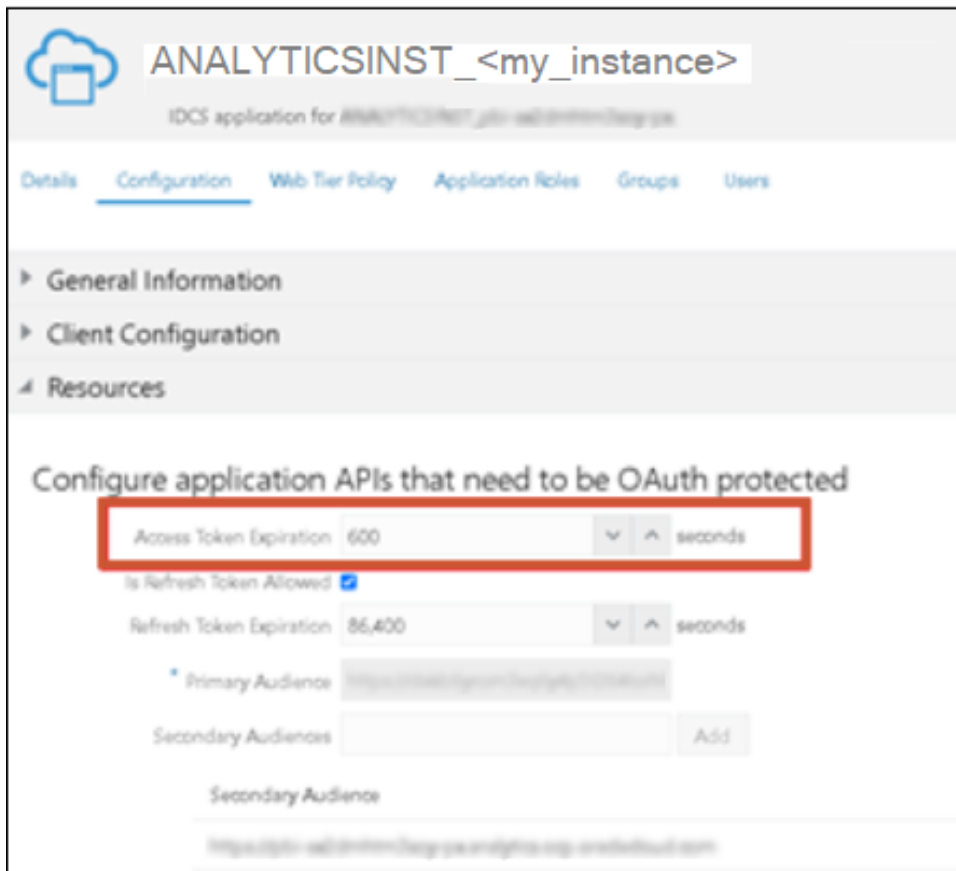 ANALYTICSINST_<my_instance>
IDCS application for
Details Configuration Web Tier Policy Application Roles Groups Users
General Information
Client Configuration
Resources
Configure application APIs that need to be OAuth protected
Access Token Expiration 600 seconds
Is Refresh Token Allowed
Refresh Token Expiration 86,400 seconds
* Primary Audience
Secondary Audiences Add
Secondary Audience